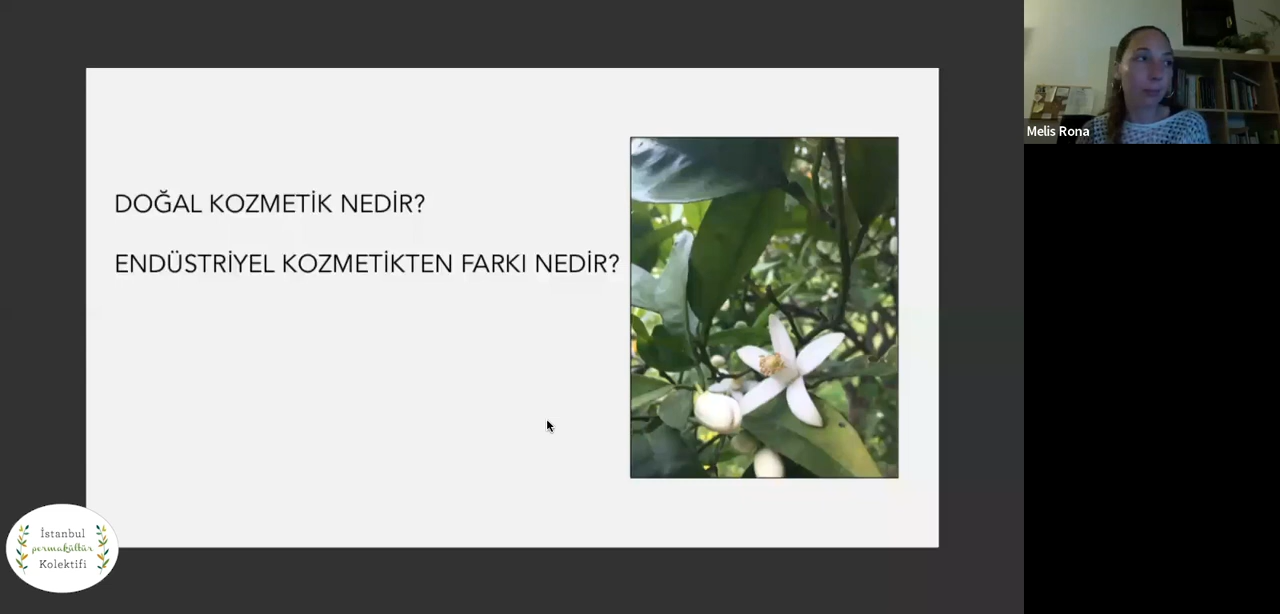 DOĞAL KOZMETİK NEDİR?
ENDÜSTRİYEL KOZMETİKTEN FARKI NEDİR?
Melis Rona
İstanbul
permakültür
Kolektifi